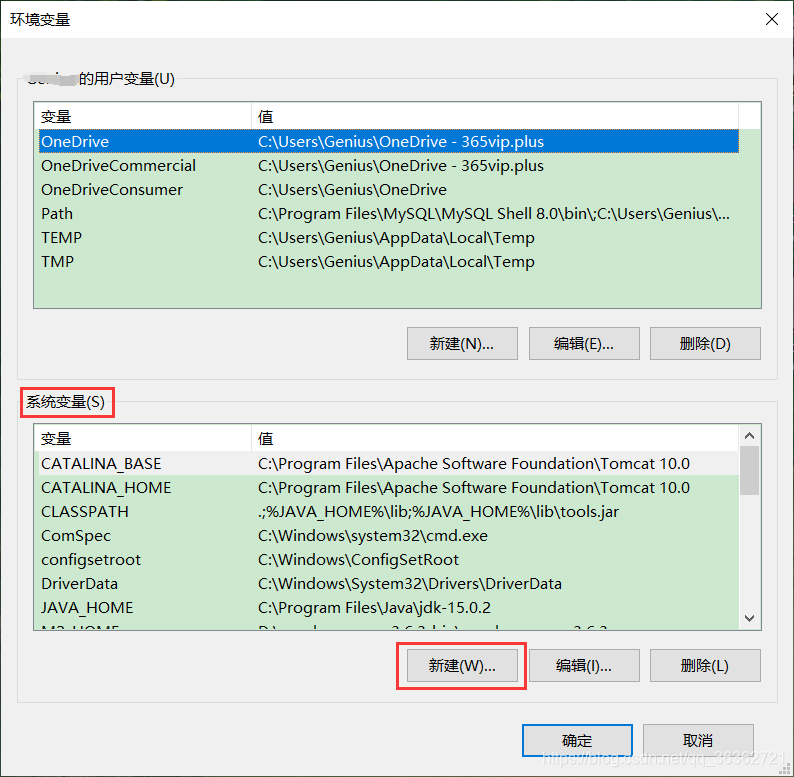 环境变量
的用户变量(U)
变量 值
OneDrive C:\Users\Genius\OneDrive - 365vip.plus
OneDriveCommercial C:\Users\Genius\OneDrive - 365vip.plus
OneDriveConsumer C:\Users\Genius\OneDrive
Path C:\Program Files\MySQL\MySQL Shell 8.0\bin\;C:\Users\Genius\...
TEMP C:\Users\Genius\AppData\Local\Temp
TMP C:\Users\Genius\AppData\Local\Temp
新建(N)... 编辑(E)... 删除(D)
系统变量(S)
变量 值
CATALINA_BASE C:\Program Files\Apache Software Foundation\Tomcat 10.0
CATALINA_HOME C:\Program Files\Apache Software Foundation\Tomcat 10.0
CLASSPATH .;%JAVA_HOME%\lib;%JAVA_HOME%\lib\tools.jar
ComSpec C:\Windows\system32\cmd.exe
configsetroot C:\Windows\ConfigSetRoot
DriverData C:\Windows\System32\Drivers\DriverData
JAVA_HOME C:\Program Files\Java\jdk-15.0.2
新建(W)... 编辑(I)... 删除(L)
确定 取消
https://blog.csdn.net/qq_36362721